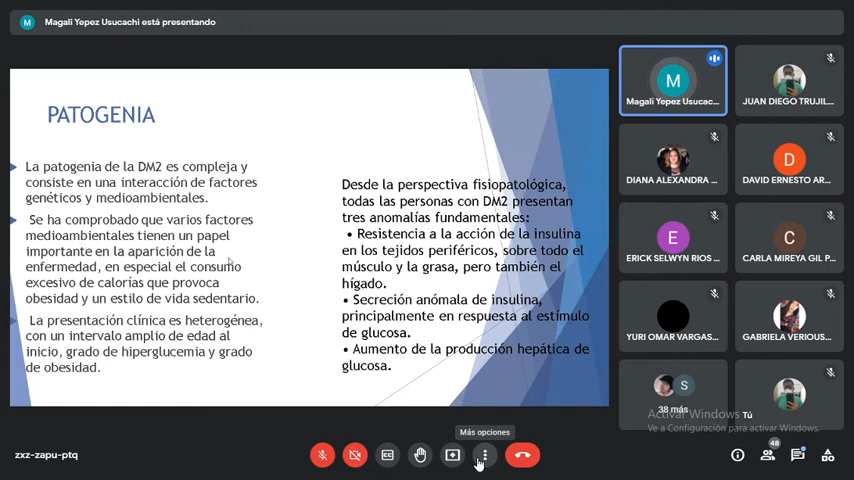 Magali Yepez Usucachi está presentando
PATOGENIA
La patogenia de la DM2 es compleja y
consiste en una interacción de factores
genéticos y medioambientales.
Se ha comprobado que varios factores
medioambientales tienen un papel
importante en la aparición de la
enfermedad, en especial el consumo
excesivo de calorías que provoca
obesidad y un estilo de vida sedentario.
La presentación clínica es heterogénea,
con un intervalo amplio de edad al
inicio, grado de hiperglucemia y grado
de obesidad.
Desde la perspectiva fisiopatológica,
todas las personas con DM2 presentan
tres anomalías fundamentales:
• Resistencia a la acción de la insulina
en los tejidos periféricos, sobre todo el
músculo y la grasa, pero también el
hígado.
• Secreción anómala de insulina,
principalmente en respuesta al estímulo
de glucosa.
• Aumento de la producción hepática de
glucosa.
M
Magali Yepez Usucac...
JUAN DIEGO TRUJIL...
DIANA ALEXANDRA ...
D
DAVID ERNESTO AR...
E
ERICK SELWYN RIOS ...
C
CARLA MIREYA GIL P...
YURI OMAR VARGAS...
GABRIELA VERIOUS...
S
38 más
Tú
Activar Windows
Ve a Configuración para activar Windows.
Más opciones
zxz-zapu-ptq
CC
48